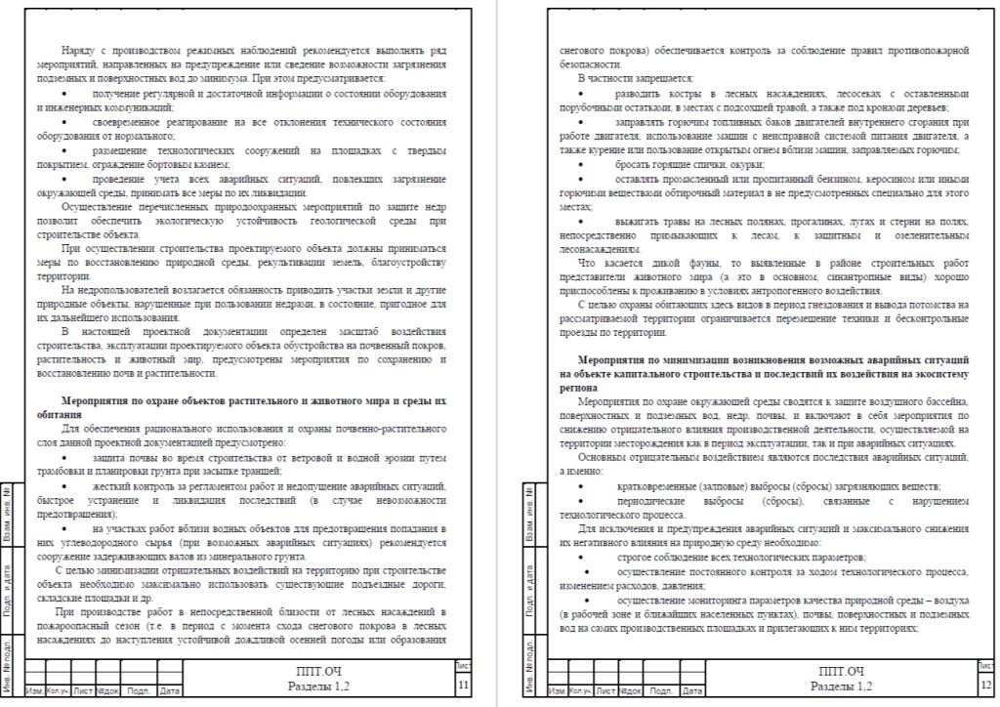 Наряду с производством режимных наблюдений рекомендуется выполнять ряд
мероприятий, направленных на предупреждение или сведение возможности загрязнения
подземных и поверхностных вод до минимума. При этом предусматривается:
• получение регулярной и достаточной информации о состоянии оборудования
и инженерных коммуникаций;
• своевременное реагирование на все отклонения технического состояния
оборудования от нормального;
• размещение технологических сооружений на площадках с твердым
покрытием, ограждение бортовым камнем;
• проведение учета всех аварийных ситуаций, повлекших загрязнение
окружающей среды, принимать все меры по их ликвидации.
Осуществление перечисленных природоохранных мероприятий по защите недр
позволит обеспечить экологическую устойчивость геологической среды при
строительстве объекта.
При осуществлении строительства проектируемого объекта должны приниматься
меры по восстановлению природной среды, рекультивации земель, благоустройству
территории.
На недропользователей возлагается обязанность приводить участки земли и другие
природные объекты, нарушенные при пользовании недрами, в состояние, пригодное для
их дальнейшего использования.
В настоящей проектной документации определен масштаб воздействия
строительства, эксплуатации проектируемого объекта обустройства на почвенный покров,
растительность и животный мир, предусмотрены мероприятия по сохранению и
восстановлению почв и растительности.
Мероприятия по охране объектов растительного и животного мира и среды их
обитания
Для обеспечения рационального использования и охраны почвенно-растительного
слоя данной проектной документацией предусмотрено:
• защита почвы во время строительства от ветровой и водной эрозии путем
трамбовки и планировки грунта при засыпке траншей;
• жесткий контроль за регламентом работ и недопущение аварийных ситуаций,
быстрое устранение и ликвидация последствий (в случае невозможности
предотвращения);
• на участках работ вблизи водных объектов для предотвращения попадания в
них углеводородного сырья (при возможных аварийных ситуациях) рекомендуется
сооружение задерживающих валов из минерального грунта.
С целью минимизации отрицательных воздействий на территорию при строительстве
объекта необходимо максимально использовать существующие подъездные дороги,
складские площадки и др.
При производстве работ в непосредственной близости от лесных насаждений в
пожароопасный сезон (т.е. в период с момента схода снегового покрова в лесных
насаждениях до наступления устойчивой дождливой осенней погоды или образования
Взам. инв. №
Подп. и дата
Инв. № подл.
Изм. Кол.уч. Лист №док Подп. Дата
ППТ.ОЧ
Разделы 1,2
Лист
11
снегового покрова) обеспечивается контроль за соблюдение правил противопожарной
безопасности.
В частности запрещается:
• разводить костры в лесных насаждениях, лесосеках с оставленными
порубочными остатками, в местах с подсохшей травой, а также под кронами деревьев;
• заправлять горючим топливных баков двигателей внутреннего сгорания при
работе двигателя, использование машин с неисправной системой питания двигателя, а
также курение или пользование открытым огнем вблизи машин, заправляемых горючим;
• бросать горящие спички, окурки;
• оставлять промасленный или пропитанный бензином, керосином или иными
горючими веществами обтирочный материал в не предусмотренных специально для этого
местах;
• выжигать травы на лесных полянах, прогалинах, лугах и стерни на полях,
непосредственно примыкающих к лесам, к защитным и озеленительным
лесонасаждениям.
Что касается дикой фауны, то выявленные в районе строительных работ
представители животного мира (а это в основном, синантропные виды) хорошо
приспособлены к проживанию в условиях антропогенного воздействия.
С целью охраны обитающих здесь видов в период гнездования и вывода потомства на
рассматриваемой территории ограничивается перемещение техники и бесконтрольные
проезды по территории.
Мероприятия по минимизации возникновения возможных аварийных ситуаций
на объекте капитального строительства и последствий их воздействия на экосистему
региона
Мероприятия по охране окружающей среды сводятся к защите воздушного бассейна,
поверхностных и подземных вод, недр, почвы, и включают в себя мероприятия по
снижению отрицательного влияния производственной деятельности, осуществляемой на
территории месторождения как в период эксплуатации, так и при аварийных ситуациях.
Основным отрицательным воздействием являются последствия аварийных ситуаций,
а именно:
• кратковременные (залповые) выбросы (сбросы) загрязняющих веществ;
• периодические выбросы (сбросы), связанные с нарушением
технологического процесса.
Для исключения и предупреждения аварийных ситуаций и максимального снижения
их негативного влияния на природную среду необходимо:
• строгое соблюдение всех технологических параметров;
• осуществление постоянного контроля за ходом технологического процесса,
изменением расходов, давления;
• осуществление мониторинга параметров качества природной среды – воздуха
(в рабочей зоне и ближайших населенных пунктах), почвы, поверхностных и подземных
вод на самих производственных площадках и прилегающих к ним территориях;
Взам. инв. №
Подп. и дата
Инв. № подл.
Изм. Кол.уч. Лист №док Подп. Дата
ППТ.ОЧ
Разделы 1,2
Лист
12